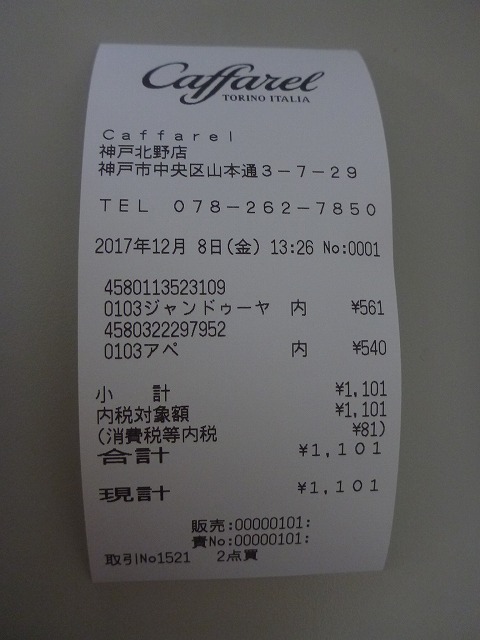 Caffarel
TORINO ITALIA
Ｃａｆｆａｒｅｌ
神戸北野店
神戸市中央区山本通３－７－２９
ＴＥＬ　０７８－２６２－７８５０
2017年12月 8日(金) 13:26 No:0001
4580113523109
0103ジャンドゥーヤ 内 ¥561
4580322297952
0103アペ 内 ¥540
小 計 ¥1,101
内税対象額 ¥1,101
(消費税等内税 ¥81)
合計 ¥１,１０１
現計 ¥１,１０１
販売:00000101:
責No:00000101:
取引No1521 2点買